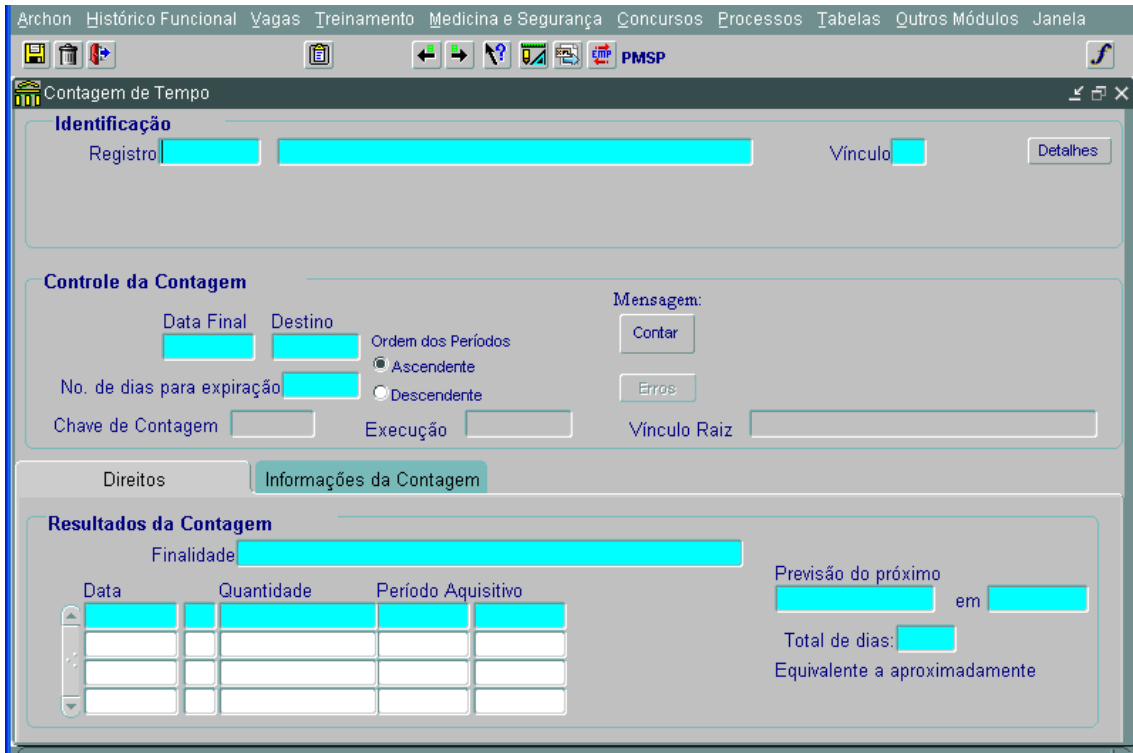 Archon Histórico Funcional Vagas Treinamento Medicina e Segurança Concursos Processos Tabelas Outros Módulos Janela
EMP PMSP
Contagem de Tempo
Identificação
Registro Vínculo Detalhes
Controle da Contagem
Mensagem:
Data Final Destino
Contar
Ordem dos Períodos
Ascendente
No. de dias para expiração
Descendente
Erros
Chave de Contagem Execução Vínculo Raiz
Direitos Informações da Contagem
Resultados da Contagem
Finalidade
Previsão do próximo
Data Quantidade Período Aquisitivo
em
Total de dias:
Equivalente a aproximadamente